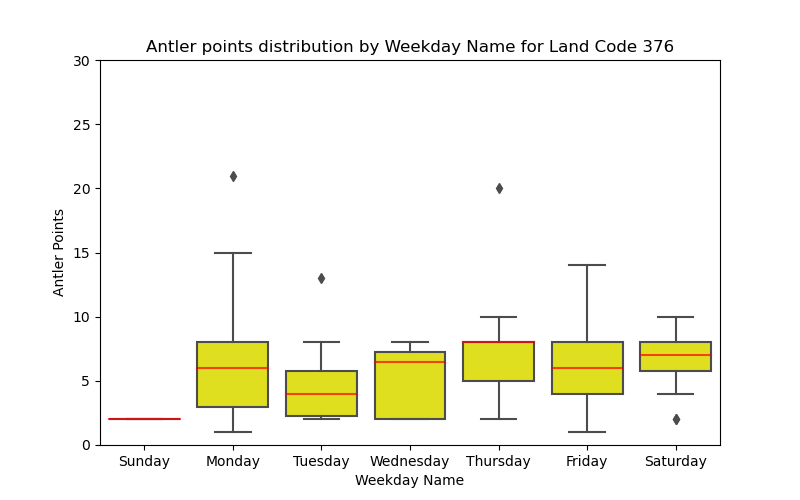 Antler points distribution by Weekday Name for Land Code 376
Antler Points
30
25
20
15
10
5
0
Sunday Monday Tuesday Wednesday Thursday Friday Saturday
Weekday Name